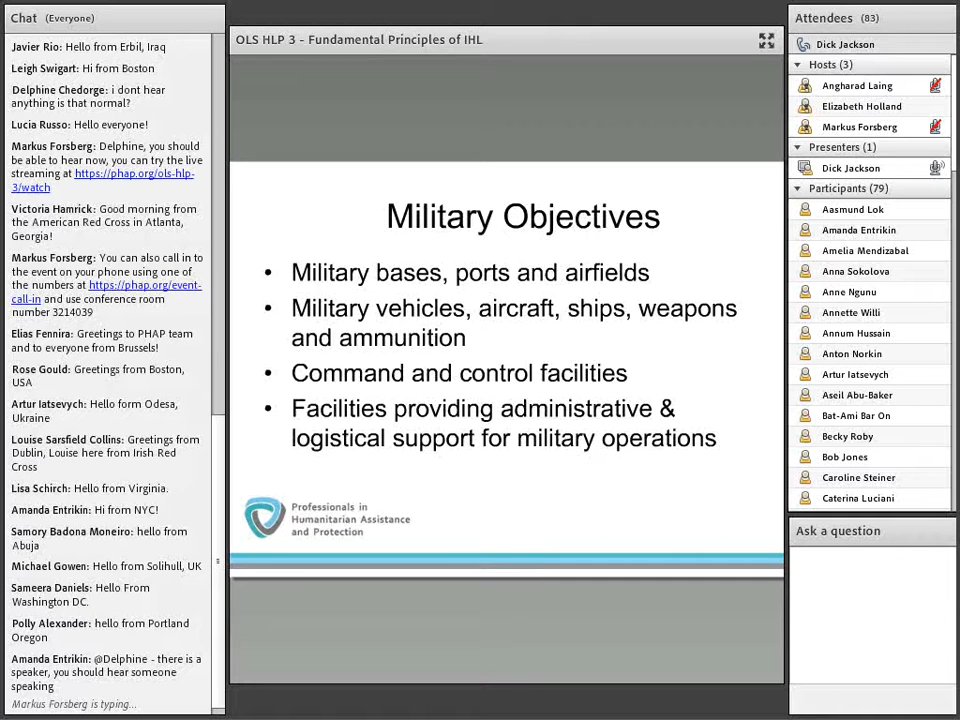 Chat (Everyone)
Javier Rio: Hello from Erbil, Iraq
Leigh Swigart: Hi from Boston
Delphine Chedorge: i dont hear
anything is that normal?
Lucia Russo: Hello everyone!
Markus Forsberg: Delphine, you should
be able to hear now, you can try the live
streaming at https://phap.org/ols-hlp-
3/watch
Victoria Hamrick: Good morning from
the American Red Cross in Atlanta,
Georgia!
Markus Forsberg: You can also call in to
the event on your phone using one of
the numbers at https://phap.org/event-
call-in and use conference room
number 3214039
Elias Fennira: Greetings to PHAP team
and to everyone from Brussels!
Rose Gould: Greetings from Boston,
USA
Artur Iatsevych: Hello form Odesa,
Ukraine
Louise Sarsfield Collins: Greetings from
Dublin, Louise here from Irish Red
Cross
Lisa Schirch: Hello from Virginia.
Amanda Entrikin: Hi from NYC!
Samory Badona Moneiro: hello from
Abuja
Michael Gowen: Hello from Solihull, UK
Sameera Daniels: Hello From
Washington DC.
Polly Alexander: hello from Portland
Oregon
Amanda Entrikin: @Delphine - there is a
speaker, you should hear someone
speaking
Markus Forsberg is typing...
OLS HLP 3 - Fundamental Principles of IHL
Military Objectives
• Military bases, ports and airfields
• Military vehicles, aircraft, ships, weapons
and ammunition
• Command and control facilities
• Facilities providing administrative &
logistical support for military operations
Professionals in
Humanitarian Assistance
and Protection
Attendees (83)
Dick Jackson
Hosts (3)
Angharad Laing
Elizabeth Holland
Markus Forsberg
Presenters (1)
Dick Jackson
Participants (79)
Aasmund Lok
Amanda Entrikin
Amelia Mendizabal
Anna Sokolova
Anne Ngunu
Annette Willi
Annum Hussain
Anton Norkin
Artur Iatsevych
Aseil Abu-Baker
Bat-Ami Bar On
Becky Roby
Bob Jones
Caroline Steiner
Caterina Luciani
Ask a question